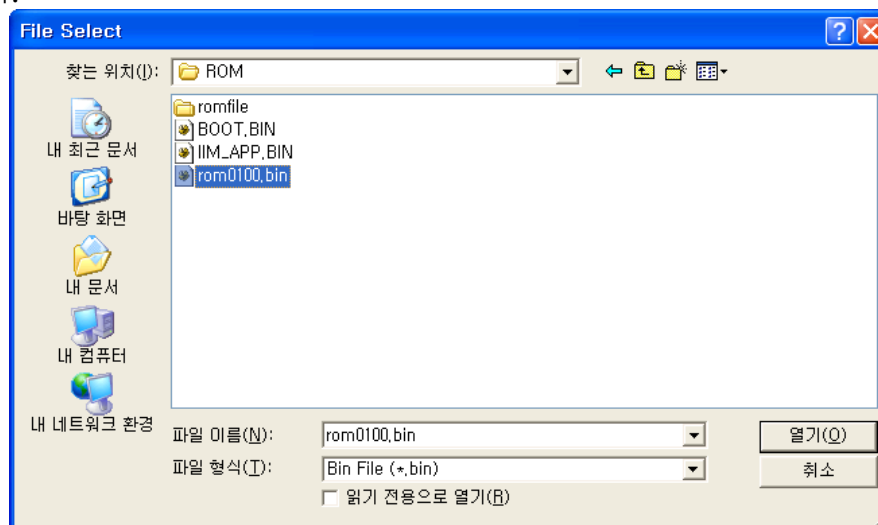 File Select
찾는 위치(I):
ROM
romfile
BOOT.BIN
IIM_APP.BIN
rom0100.bin
내 최근 문서
바탕 화면
내 문서
내 컴퓨터
내 네트워크 환경
파일 이름(N):
rom0100.bin
열기(O)
파일 형식(T):
Bin File (*.bin)
취소
읽기 전용으로 열기(R)